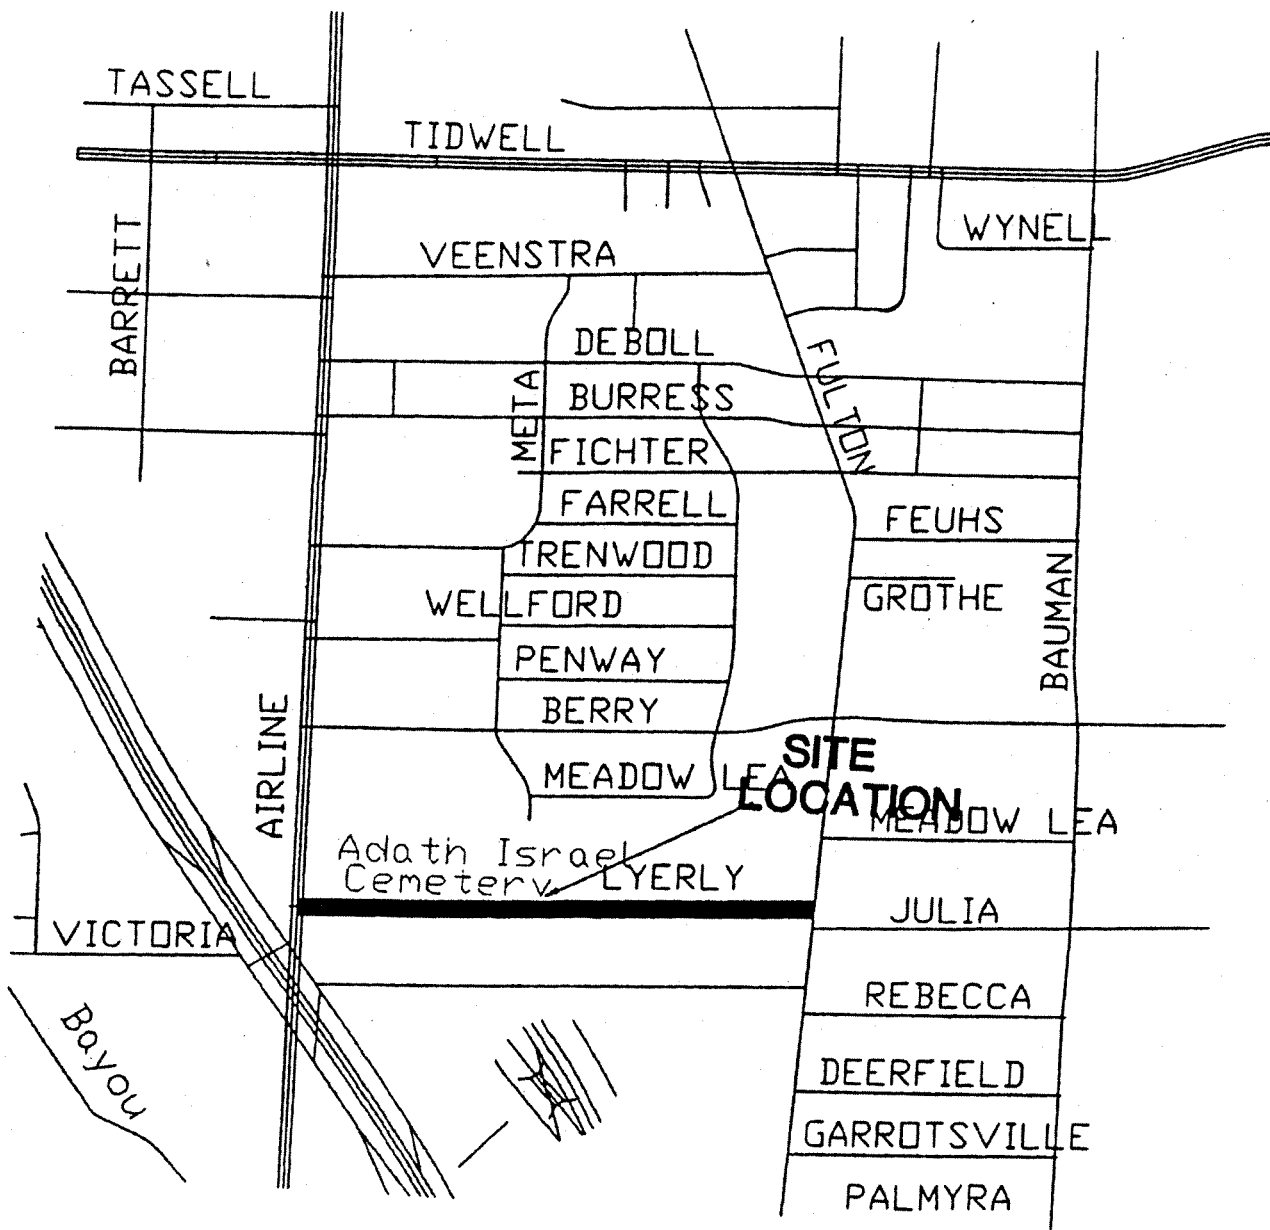 TASSELL
TIDWELL
BARRETT
WYNELL
VEENSTRA
DEBOLL
FULTON
META
BURRESS
FICHTER
FARRELL
FEUHS
TRENWOOD
BAUMAN
WELLFORD
GROTHE
PENWAY
AIRLINE
BERRY
SITE
LOCATION
MEADOW LEA
MEADOW LEA
Adath Israel
Cemetery
LYERLY
JULIA
VICTORIA
REBECCA
Bayou
DEERFIELD
GARROTSVILLE
PALMYRA